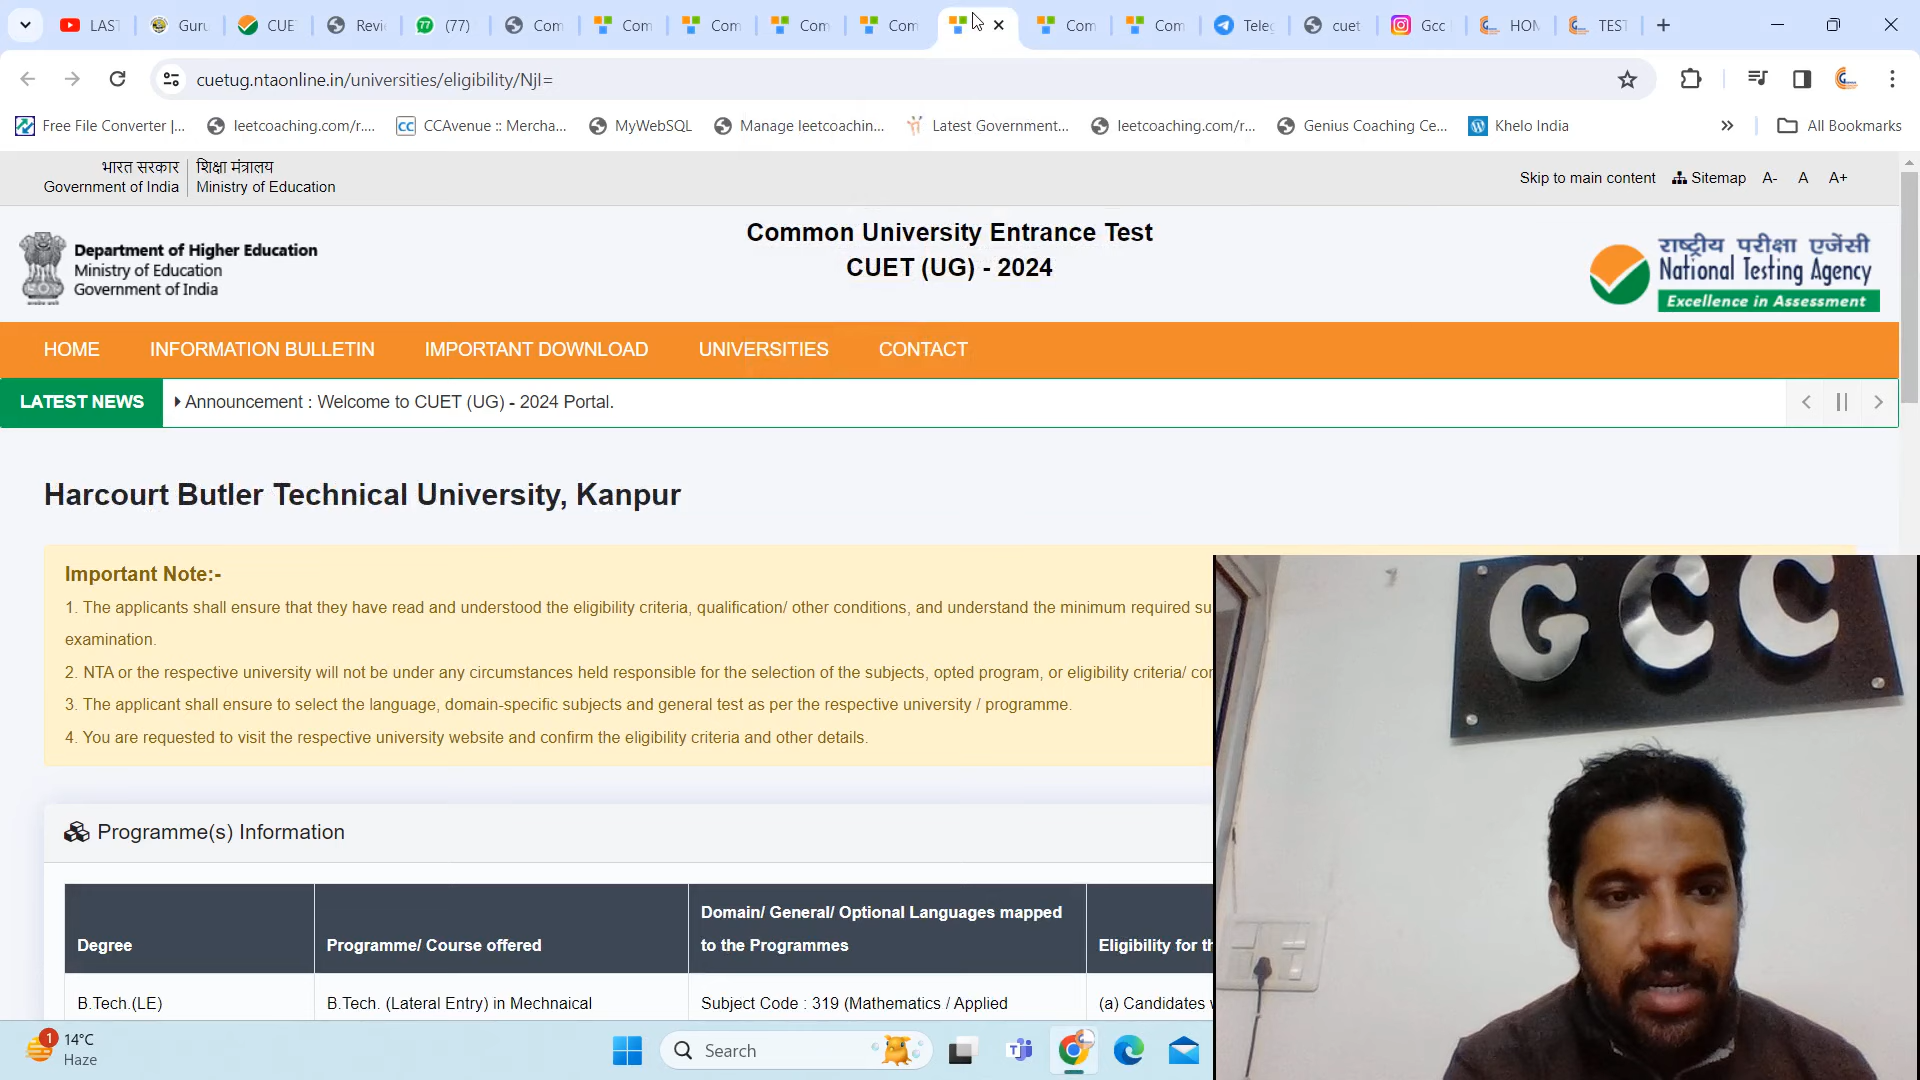 LAST
Guru
CUE
Revi
77 (77)
Com
Com
Com
Com
Com
Com
Com
Teleg
cuet
Gcc
HOM
TEST
cuetug.ntaonline.in/universities/eligibility/NjI=
Free File Converter |...
leetcoaching.com/r....
CC CCAvenue :: Mercha...
MyWebSQL
Manage leetcoachin...
Latest Government...
leetcoaching.com/r...
Genius Coaching Ce...
Khelo India
All Bookmarks
भारत सरकार
Government of India
शिक्षा मंत्रालय
Ministry of Education
Skip to main content
Sitemap
A-
A
A+
Department of Higher Education
Ministry of Education
Government of India
Common University Entrance Test
CUET (UG) - 2024
राष्ट्रीय परीक्षा एजेंसी
National Testing Agency
Excellence in Assessment
HOME
INFORMATION BULLETIN
IMPORTANT DOWNLOAD
UNIVERSITIES
CONTACT
LATEST NEWS
Announcement : Welcome to CUET (UG) - 2024 Portal.
Harcourt Butler Technical University, Kanpur
Important Note:-
1. The applicants shall ensure that they have read and understood the eligibility criteria, qualification/ other conditions, and understand the minimum required su
examination.
2. NTA or the respective university will not be under any circumstances held responsible for the selection of the subjects, opted program, or eligibility criteria/ cor
3. The applicant shall ensure to select the language, domain-specific subjects and general test as per the respective university / programme.
4. You are requested to visit the respective university website and confirm the eligibility criteria and other details.
GCC
Programme(s) Information
Degree
Programme/ Course offered
Domain/ General/ Optional Languages mapped
to the Programmes
Eligibility for th
B.Tech.(LE)
B.Tech. (Lateral Entry) in Mechnaical
Subject Code : 319 (Mathematics / Applied
(a) Candidates w
1
14°C
Haze
Search